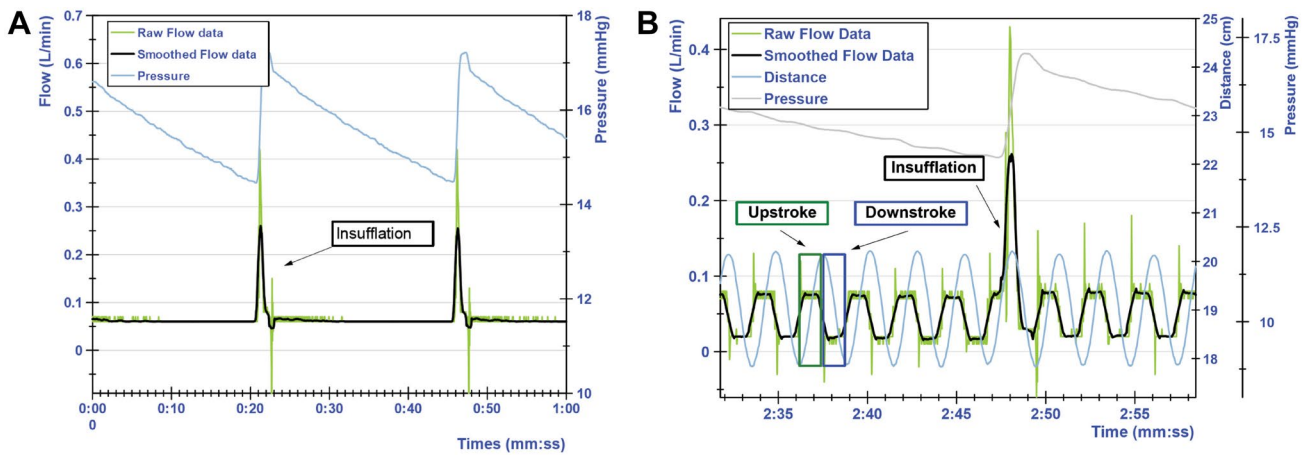 A
Flow (L/min)
0.7
0.6
0.5
0.4
0.3
0.2
0.1
0
Raw Flow data
Smoothed Flow data
Pressure
Insufflation
18
16
14
12
10
Pressure (mmHg)
0:00 0:10 0:20 0:30 0:40 0:50 1:00
0
Times (mm:ss)
B
Flow (L/min)
0.4
0.3
0.2
0.1
0
Raw Flow Data
Smoothed Flow Data
Distance
Pressure
Insufflation
Upstroke
Downstroke
25
24
23
22
21
20
19
18
Distance (cm)
17.5
15
12.5
10
Pressure (mmHg)
2:35 2:40 2:45 2:50 2:55
Time (mm:ss)